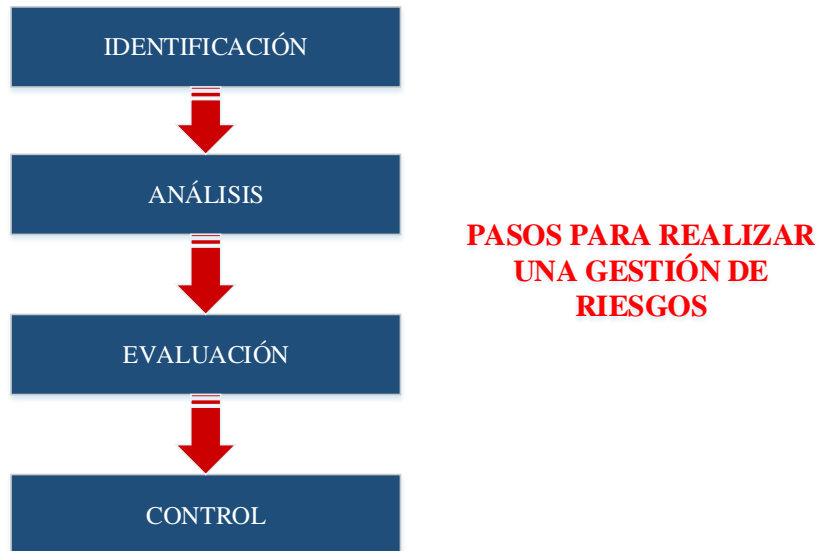 IDENTIFICACIÓN
ANÁLISIS
EVALUACIÓN
CONTROL
PASOS PARA REALIZAR
UNA GESTIÓN DE
RIESGOS